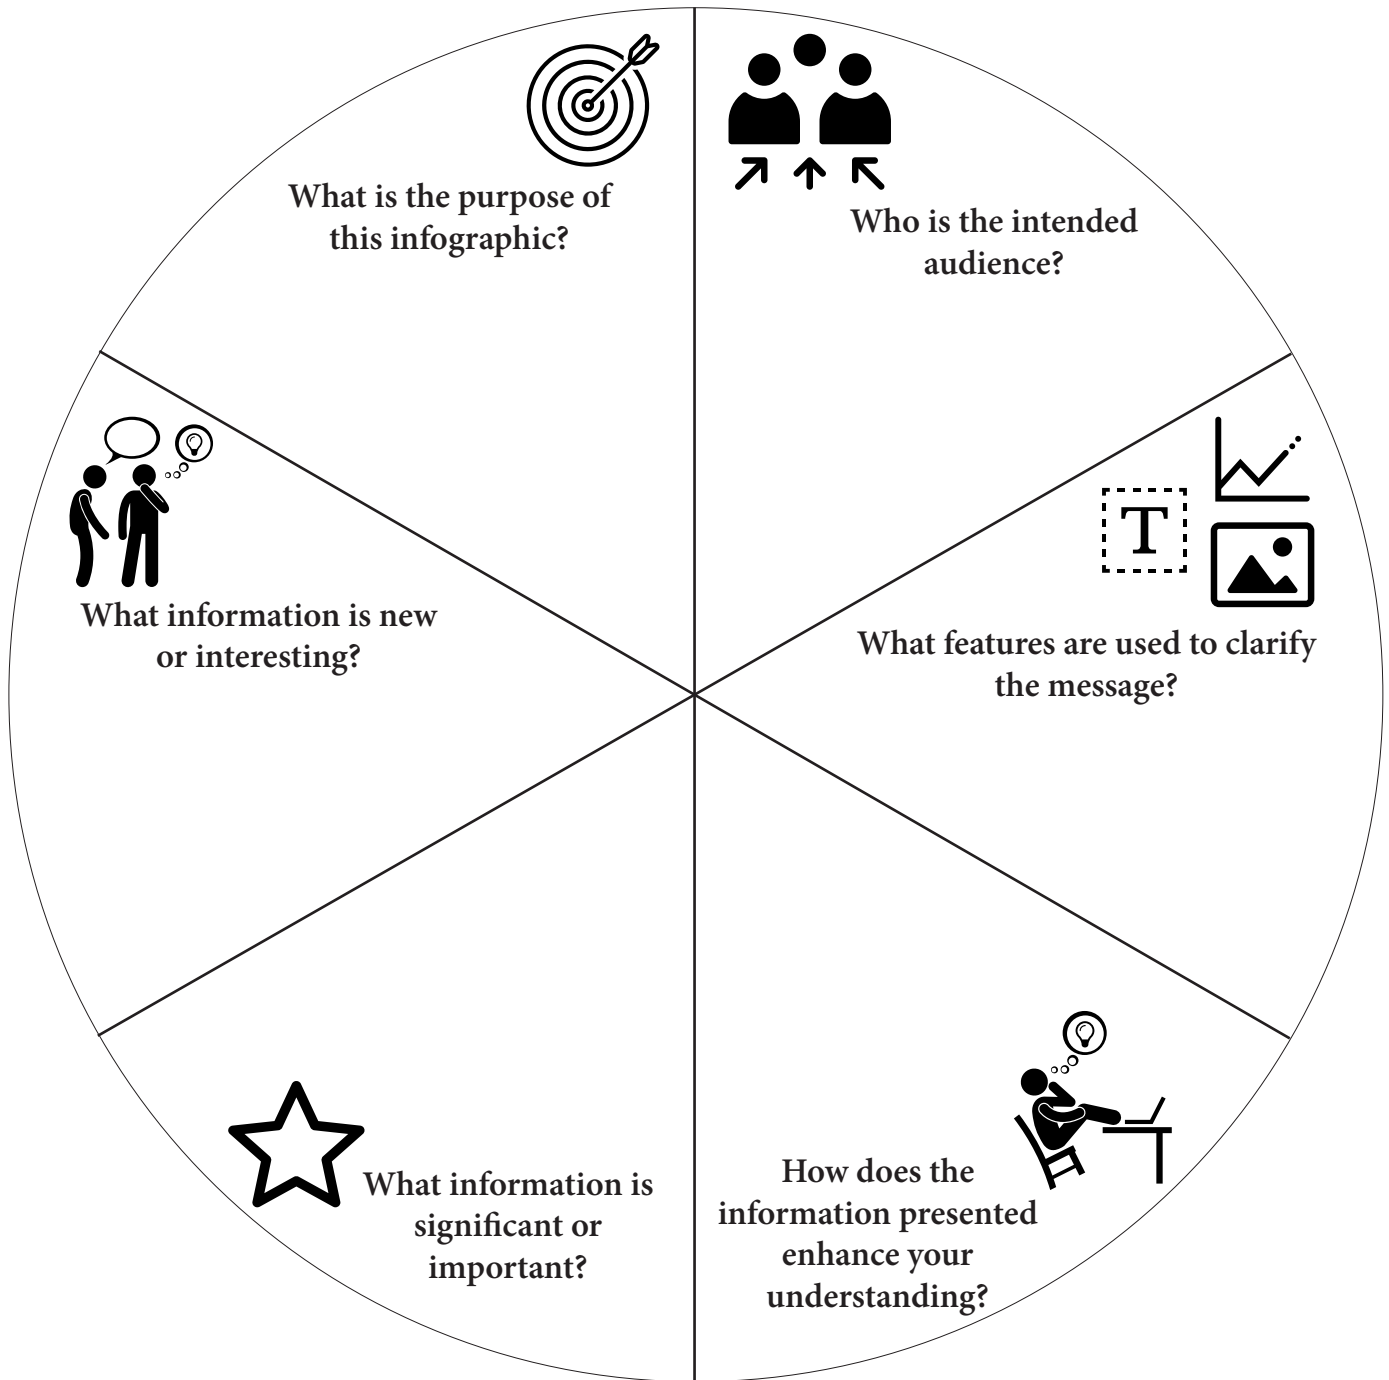 What is the purpose of
this infographic?
Who is the intended
audience?
What information is new
or interesting?
T
What features are used to clarify
the message?
What information is
significant or
important?
How does the
information presented
enhance your
understanding?